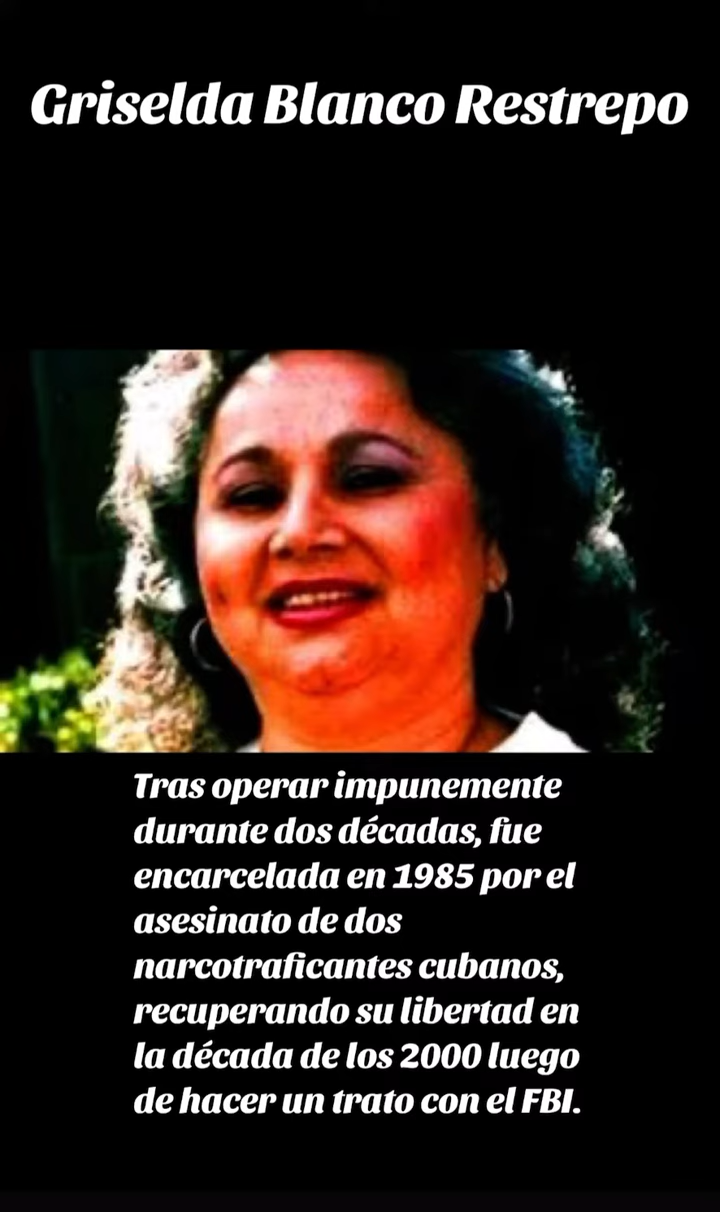 Griselda Blanco Restrepo
Tras operar impunemente
durante dos décadas, fue
encarcelada en 1985 por el
asesinato de dos
narcotraficantes cubanos,
recuperando su libertad en
la década de los 2000 luego
de hacer un trato con el FBI.